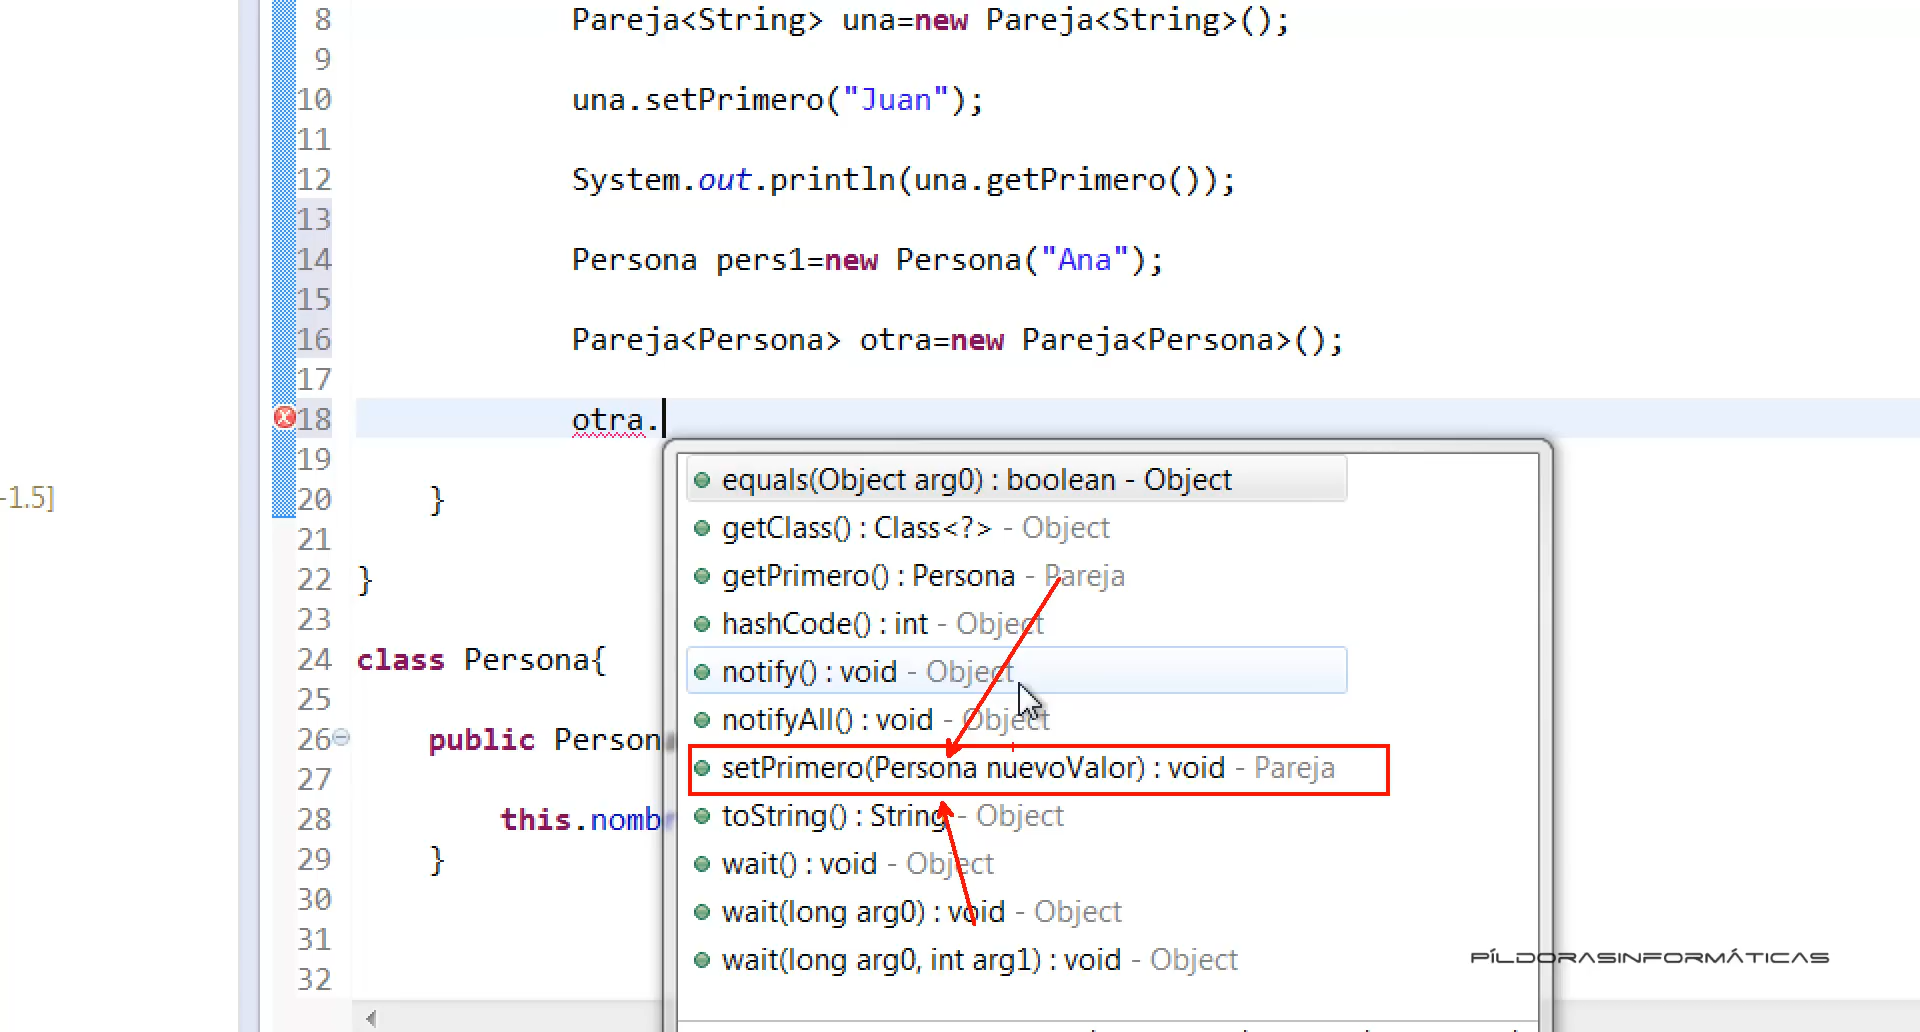 8 Pareja<String> una=new Pareja<String>();
9
10 una.setPrimero("Juan");
11
12 System.out.println(una.getPrimero());
13
14 Persona pers1=new Persona("Ana");
15
16 Pareja<Persona> otra=new Pareja<Persona>();
17
18 otra.
19
-1.5]
20 }
21
22 }
23
24 class Persona{
25
26 public Person
27
28 this.nomb
29 }
30
31
32
equals(Object arg0) : boolean - Object
getClass() : Class<?> - Object
getPrimero() : Persona - Pareja
hashCode() : int - Object
notify() : void - Object
notifyAll() : void - Object
setPrimero(Persona nuevoValor) : void - Pareja
toString() : String - Object
wait() : void - Object
wait(long arg0) : void - Object
wait(long arg0, int arg1) : void - Object
PÍLDORASINFORMÁTICAS